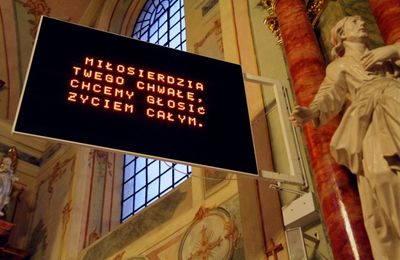 MIŁOSIERDZIA
TWEGO CHWAŁĘ,
CHCEMY GŁOSIĆ
ŻYCIEM CAŁYM.